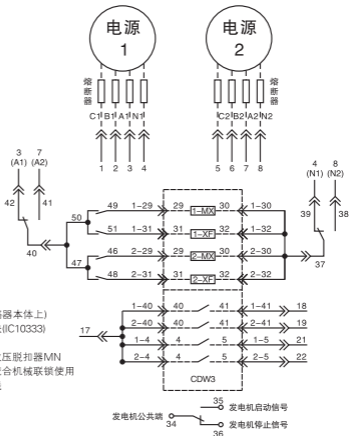 电源
1
电源
2
熔断器
熔断器
C1 B1 A1 N1
C2 B2 A2 N2
1 2 3 4
5 6 7 8
3 7
(A1) (A2)
4 8
(N1) (N2)
42 41
39 38
50 49 1-29 29 1-MX 30 1-30
51 1-31 31 1-XF 32 1-32
40
46 2-29 29 2-MX 30 2-30
37
47
48 2-31 31 2-XF 32 2-32
1-40 40 41 1-41 18
路器本体上)
2-40 40 41 2-41 19
(IC10333)
17
1-4 4 5 1-5 21
压脱扣器MN
2-4 4 5 2-5 22
合机械联锁使用
CDW3
35
发电机启动信号
发电机公共端
34
发电机停止信号
36